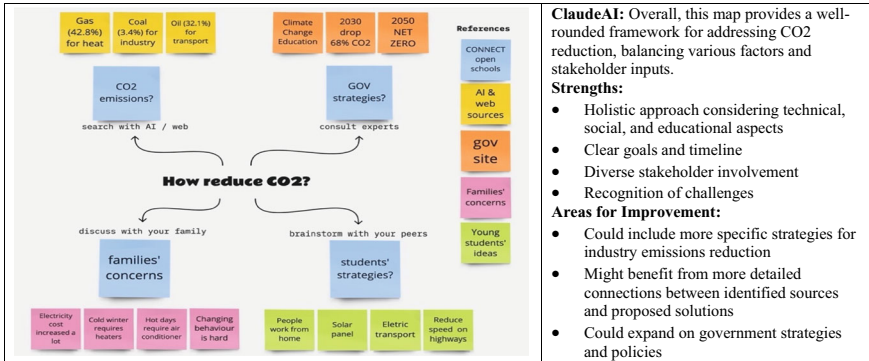 Gas
(42.8%)
for heat
Coal
(3.4%) for
industry
Oil (32.1%)
for
transport
Climate
Change
Education
2030
drop
68% CO2
2050
NET
ZERO
References
CONNECT
open
schools
AI &
web
sources
gov
site
Families'
concerns
Young
students'
ideas
CO2
emissions?
search with AI / web
GOV
strategies?
consult experts
How reduce CO2?
discuss with your family
families'
concerns
brainstorm with your peers
students'
strategies?
Electricity
cost
increased a
lot
Cold winter
requires
heaters
Hot days
require air
conditioner
Changing
behaviour
is hard
People
work from
home
Solar
panel
Eletric
transport
Reduce
speed on
highways
ClaudeAI: Overall, this map provides a well-
rounded framework for addressing CO2
reduction, balancing various factors and
stakeholder inputs.
Strengths:
• Holistic approach considering technical,
social, and educational aspects
• Clear goals and timeline
• Diverse stakeholder involvement
• Recognition of challenges
Areas for Improvement:
• Could include more specific strategies for
industry emissions reduction
• Might benefit from more detailed
connections between identified sources
and proposed solutions
• Could expand on government strategies
and policies